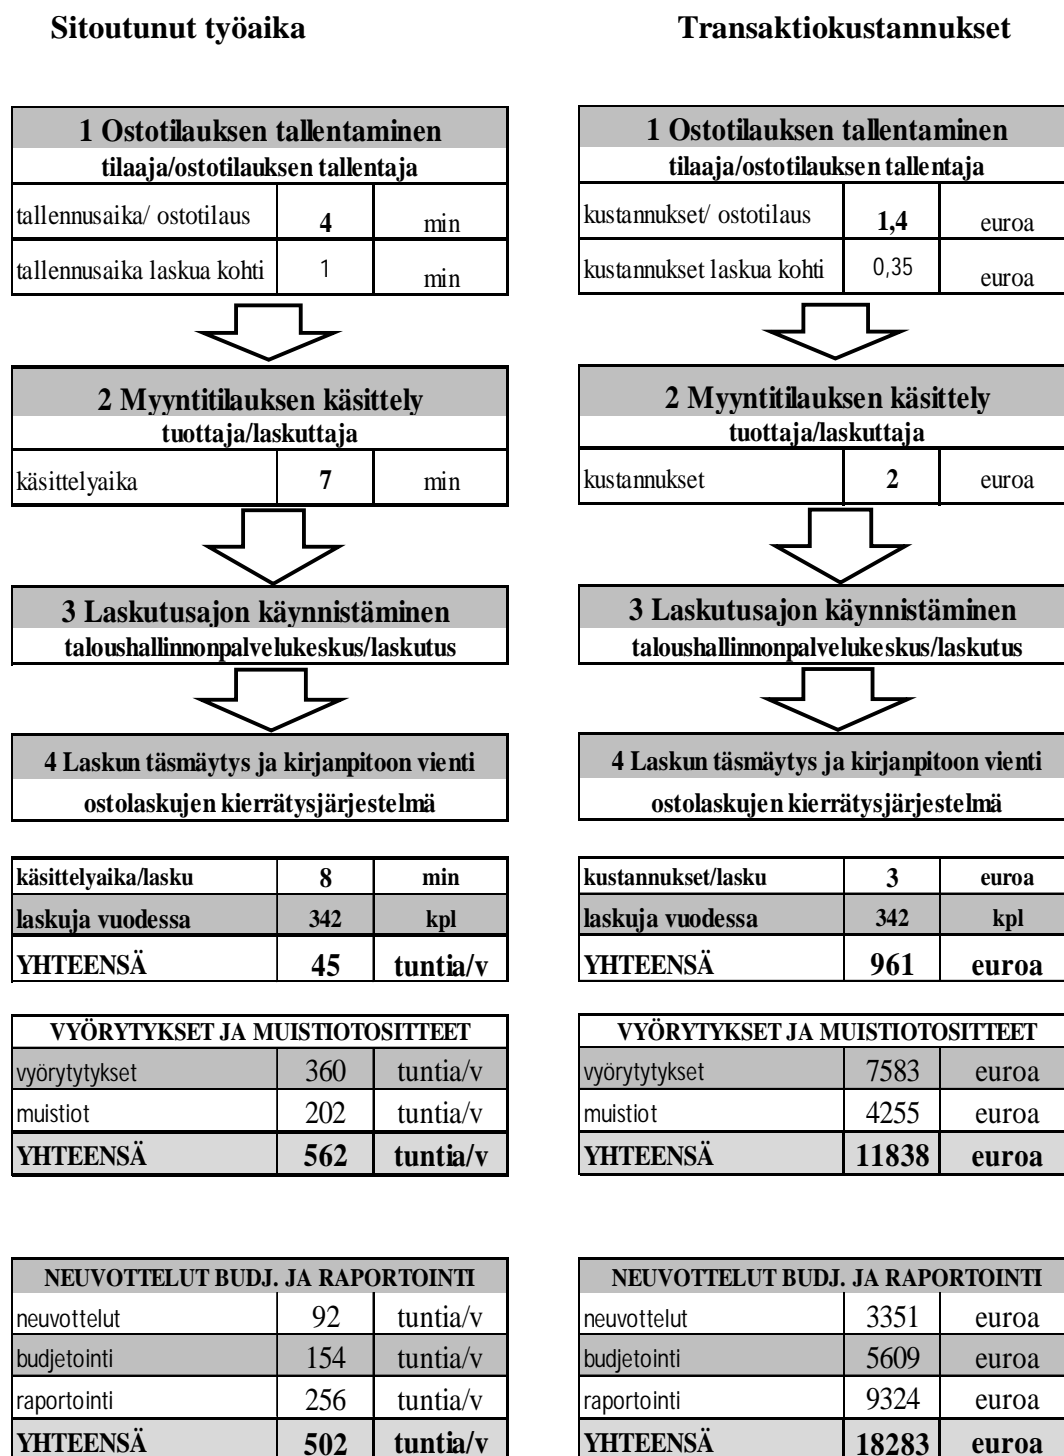 Sitoutunut työaika
1 Ostotilauksen tallentaminen
tilaaja/ostotilauksen tallentaja
tallennusaika/ ostotilaus 4 min
tallennusaika laskua kohti 1 min
2 Myyntitilauksen käsittely
tuottaja/laskuttaja
käsittelyaika 7 min
3 Laskutusajon käynnistäminen
taloushallinnonpalvelukeskus/laskutus
4 Laskun täsmäytys ja kirjanpitoon vienti
ostolaskujen kierrätysjärjestelmä
käsittelyaika/lasku 8 min
laskuja vuodessa 342 kpl
YHTEENSÄ 45 tuntia/v
VYÖRYTYKSET JA MUISTIOTOSITTEET
vyörytytykset 360 tuntia/v
muistiot 202 tuntia/v
YHTEENSÄ 562 tuntia/v
NEUVOTTELUT BUDJ. JA RAPORTOINTI
neuvottelut 92 tuntia/v
budjetointi 154 tuntia/v
raportointi 256 tuntia/v
YHTEENSÄ 502 tuntia/v
Transaktiokustannukset
1 Ostotilauksen tallentaminen
tilaaja/ostotilauksen tallentaja
kustannukset/ ostotilaus 1,4 euroa
kustannukset laskua kohti 0,35 euroa
2 Myyntitilauksen käsittely
tuottaja/laskuttaja
kustannukset 2 euroa
3 Laskutusajon käynnistäminen
taloushallinnonpalvelukeskus/laskutus
4 Laskun täsmäytys ja kirjanpitoon vienti
ostolaskujen kierrätysjärjestelmä
kustannukset/lasku 3 euroa
laskuja vuodessa 342 kpl
YHTEENSÄ 961 euroa
VYÖRYTYKSET JA MUISTIOTOSITTEET
vyörytytykset 7583 euroa
muistiot 4255 euroa
YHTEENSÄ 11838 euroa
NEUVOTTELUT BUDJ. JA RAPORTOINTI
neuvottelut 3351 euroa
budjetointi 5609 euroa
raportointi 9324 euroa
YHTEENSÄ 18283 euroa